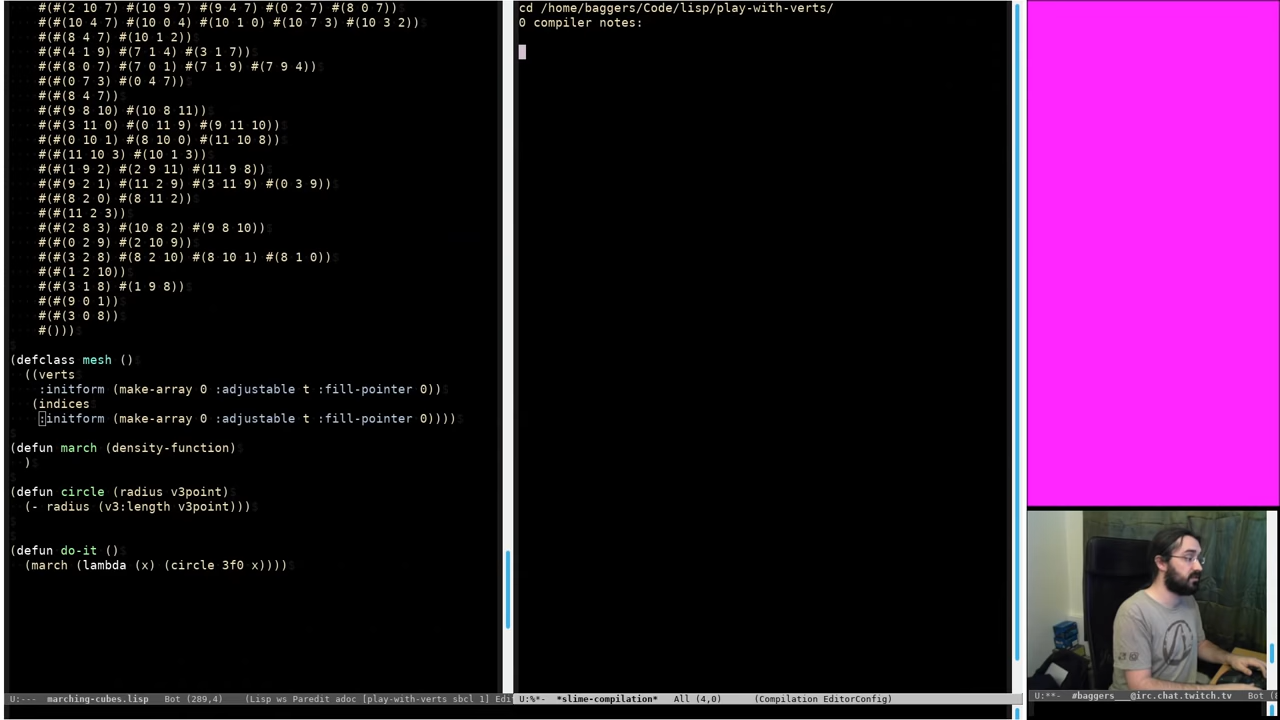 #(#(2 10 7) #(10 9 7) #(9 4 7) #(0 2 7) #(8 0 7))
#(#(10 4 7) #(10 0 4) #(10 1 0) #(10 7 3) #(10 3 2))
#(#(8 4 7) #(10 1 2))
#(#(4 1 9) #(7 1 4) #(3 1 7))
#(#(8 0 7) #(7 0 1) #(7 1 9) #(7 9 4))
#(#(0 7 3) #(0 4 7))
#(#(8 4 7))
#(#(9 8 10) #(10 8 11))
#(#(3 11 0) #(0 11 9) #(9 11 10))
#(#(0 10 1) #(8 10 0) #(11 10 8))
#(#(11 10 3) #(10 1 3))
#(#(1 9 2) #(2 9 11) #(11 9 8))
#(#(9 2 1) #(11 2 9) #(3 11 9) #(0 3 9))
#(#(8 2 0) #(8 11 2))
#(#(11 2 3))
#(#(2 8 3) #(10 8 2) #(9 8 10))
#(#(0 2 9) #(2 10 9))
#(#(3 2 8) #(8 2 10) #(8 10 1) #(8 1 0))
#(#(1 2 10))
#(#(3 1 8) #(1 9 8))
#(#(9 0 1))
#(#(3 0 8))
#()))
(defclass mesh ()
((verts
:initform (make-array 0 :adjustable t :fill-pointer 0))
(indices
:initform (make-array 0 :adjustable t :fill-pointer 0))))
(defun march (density-function)
)
(defun circle (radius v3point)
(- radius (v3:length v3point)))
(defun do-it ()
(march (lambda (x) (circle 3f0 x))))
U:--- marching-cubes.lisp Bot (289,4) (Lisp ws Paredit adoc [play-with-verts sbcl 1] Edi
cd /home/baggers/Code/lisp/play-with-verts/
0 compiler notes:
U:%*- *slime-compilation* All (4,0) (Compilation EditorConfig)
U:**- #baggers___@irc.chat.twitch.tv Bot